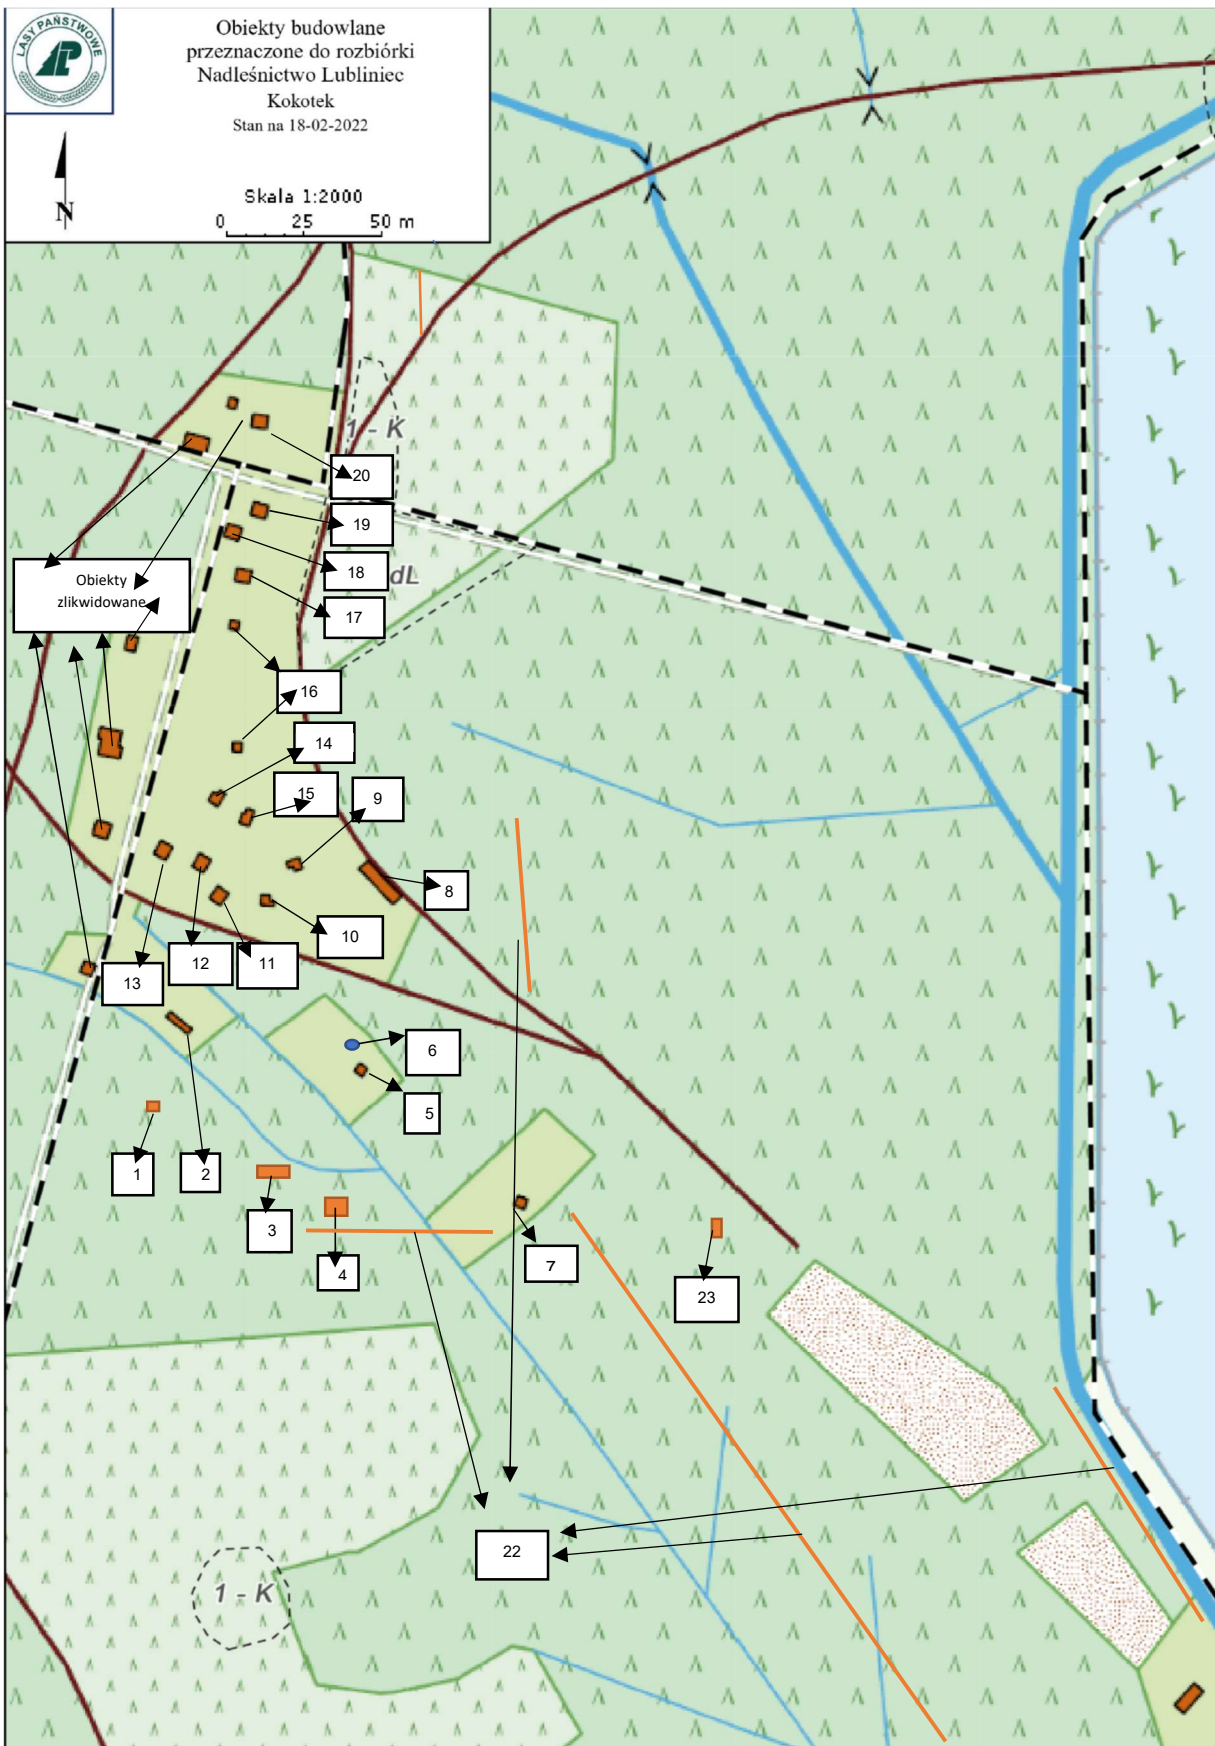 LASY PAŃSTWOWE
LP
Obiekty budowlane
przeznaczone do rozbiórki
Nadleśnictwo Lubliniec
Kokotek
Stan na 18-02-2022
N
Skala 1:2000
0 25 50 m
1 - K
20
19
18
dL
17
Obiekty
zlikwidowane
16
14
15
9
8
10
12
11
13
6
5
1
2
3
4
7
23
22
1 - K